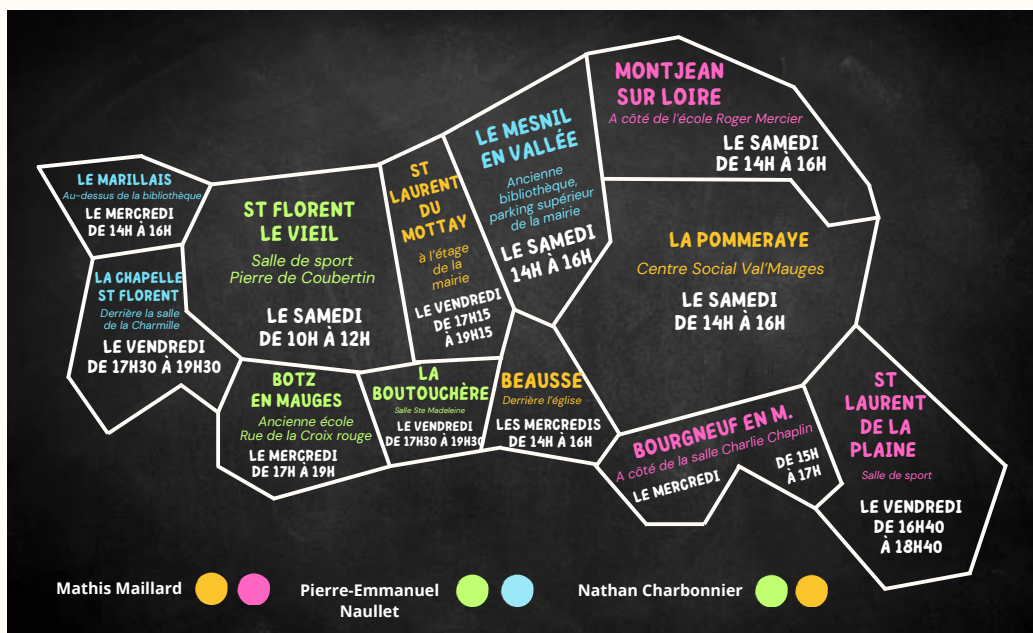 MONTJEAN
SUR LOIRE
A côté de l'école Roger Mercier
LE SAMEDI
DE 14H À 16H
LE MESNIL
EN VALLÉE
Ancienne
bibliothèque,
parking supérieur
de la mairie
LE SAMEDI
14H À 16H
ST
LAURENT
DU
MOTTAY
à l'étage
de la
mairie
LE VENDREDI
DE 17H15
À 19H15
LE MARILLAIS
Au-dessus de la bibliothèque
LE MERCREDI
DE 14H À 16H
ST FLORENT
LE VIEIL
Salle de sport
Pierre de Coubertin
LE SAMEDI
DE 10H À 12H
LA POMMERAYE
Centre Social Val'Mauges
LE SAMEDI
DE 14H À 16H
LA CHAPELLE
ST FLORENT
Derrière la salle
de la Charmille
LE VENDREDI
DE 17H30 À 19H30
BOTZ
EN MAUGES
Ancienne école
Rue de la Croix rouge
LE MERCREDI
DE 17H À 19H
LA
BOUTOUCHÈRE
Salle Ste Madeleine
LE VENDREDI
DE 17H30 À 19H30
BEAUSSE
Derrière l'église
LES MERCREDIS
DE 14H À 16H
BOURGNEUF EN M.
A côté de la salle Charlie Chaplin
LE MERCREDI
DE 15H
À 17H
ST
LAURENT
DE LA
PLAINE
Salle de sport
LE VENDREDI
DE 16H40
À 18H40
Mathis Maillard
Pierre-Emmanuel
Naullet
Nathan Charbonnier